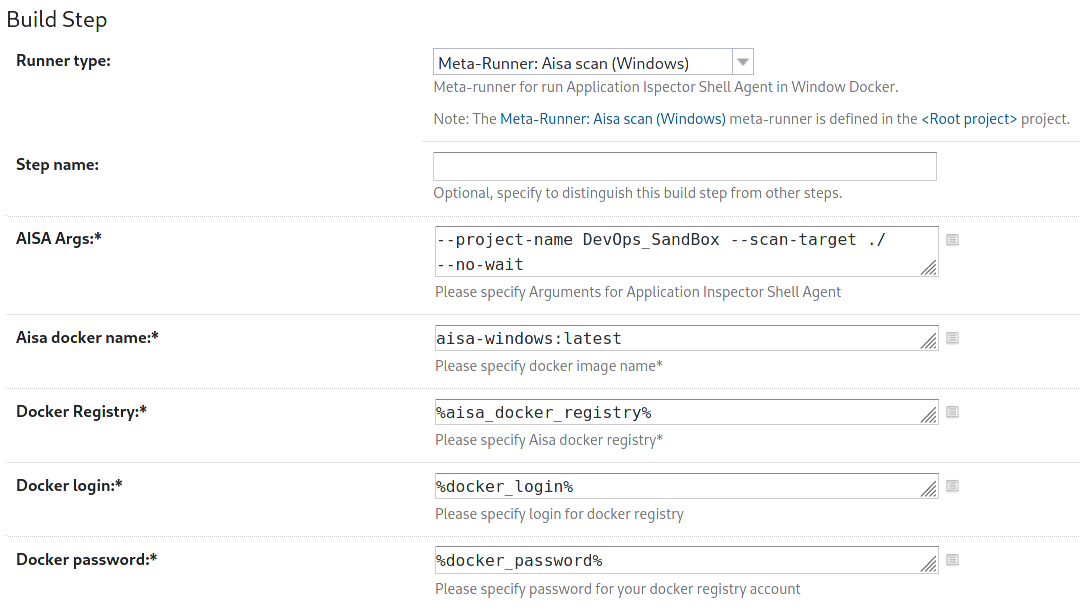 Build Step
Runner type:
Meta-Runner: Aisa scan (Windows)
Meta-runner for run Application Ispector Shell Agent in Window Docker.
Note: The Meta-Runner: Aisa scan (Windows) meta-runner is defined in the <Root project> project.
Step name:
Optional, specify to distinguish this build step from other steps.
AISA Args:*
--project-name DevOps_SandBox --scan-target ./
--no-wait
Please specify Arguments for Application Inspector Shell Agent
Aisa docker name:*
aisa-windows:latest
Please specify docker image name*
Docker Registry:*
%aisa_docker_registry%
Please specify Aisa docker registry*
Docker login:*
%docker_login%
Please specify login for docker registry
Docker password:*
%docker_password%
Please specify password for your docker registry account